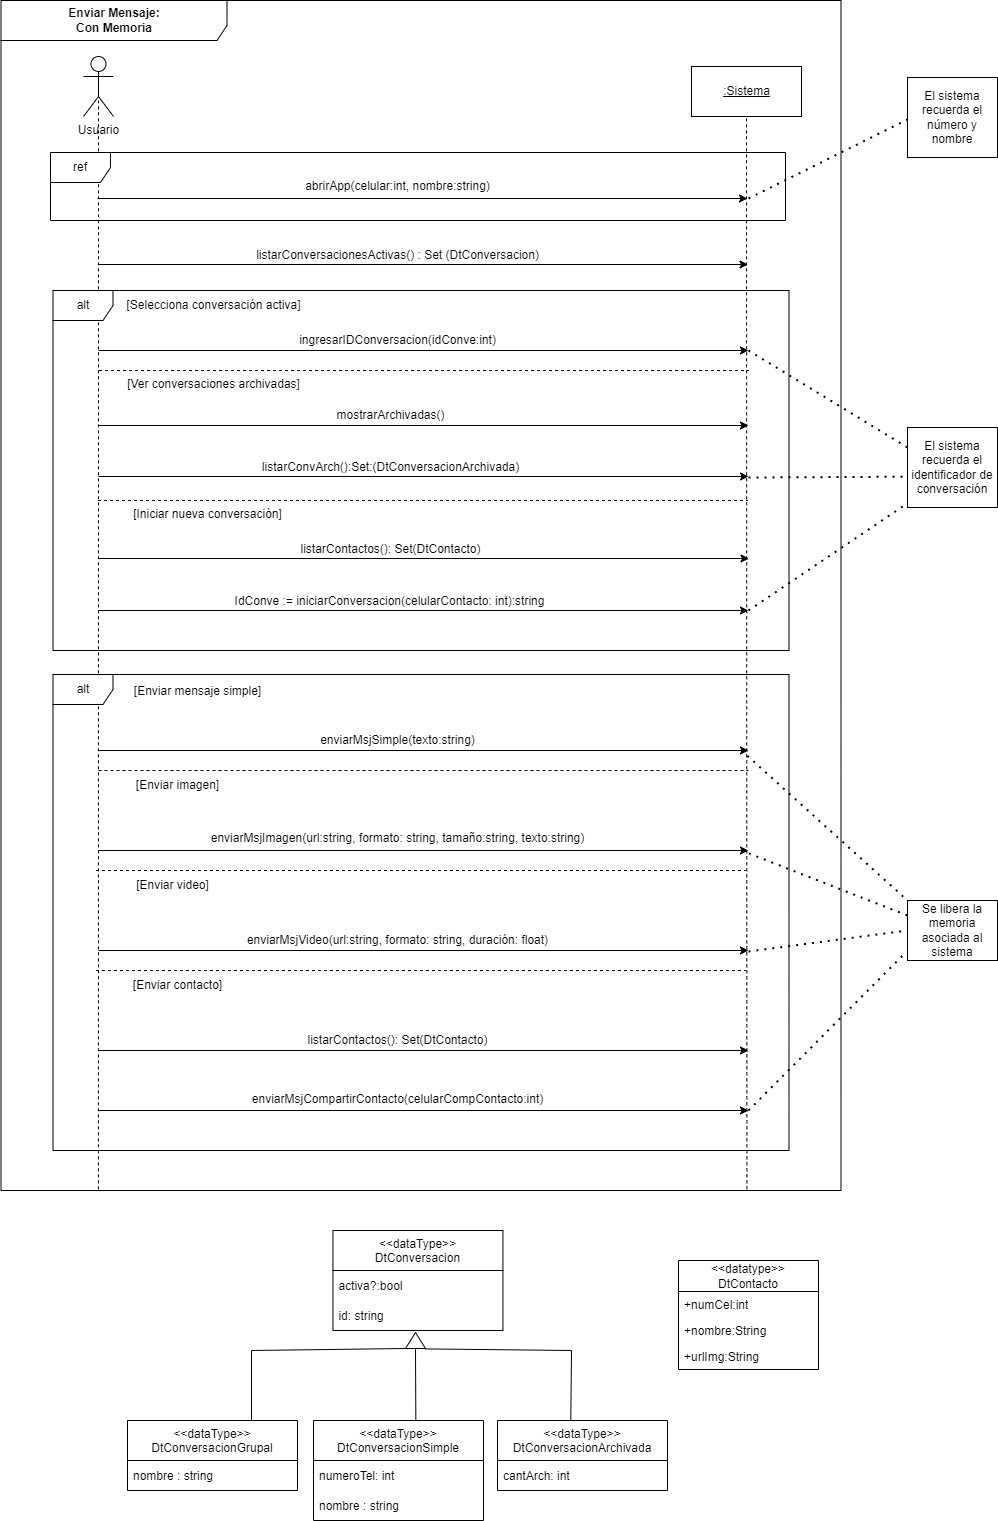 Enviar Mensaje:
Con Memoria
Usuario
:Sistema
El sistema
recuerda el
número y
nombre
ref
abrirApp(celular:int, nombre:string)
listarConversacionesActivas() : Set (DtConversacion)
alt
[Selecciona conversación activa]
ingresarIDConversacion(idConve:int)
[Ver conversaciones archivadas]
mostrarArchivadas()
listarConvArch():Set:(DtConversacionArchivada)
El sistema
recuerda el
identificador de
conversación
[Iniciar nueva conversación]
listarContactos(): Set(DtContacto)
IdConve := iniciarConversacion(celularContacto: int):string
alt
[Enviar mensaje simple]
enviarMsjSimple(texto:string)
[Enviar imagen]
enviarMsjImagen(url:string, formato: string, tamaño:string, texto:string)
[Enviar video]
enviarMsjVideo(url:string, formato: string, duración: float)
Se libera la
memoria
asociada al
sistema
[Enviar contacto]
listarContactos(): Set(DtContacto)
enviarMsjCompartirContacto(celularCompContacto:int)
<<dataType>>
DtConversacion
activa?:bool
id: string
<<datatype>>
DtContacto
+numCel:int
+nombre:String
+urlImg:String
<<dataType>>
DtConversacionGrupal
nombre : string
<<dataType>>
DtConversacionSimple
numeroTel: int
nombre : string
<<dataType>>
DtConversacionArchivada
cantArch: int